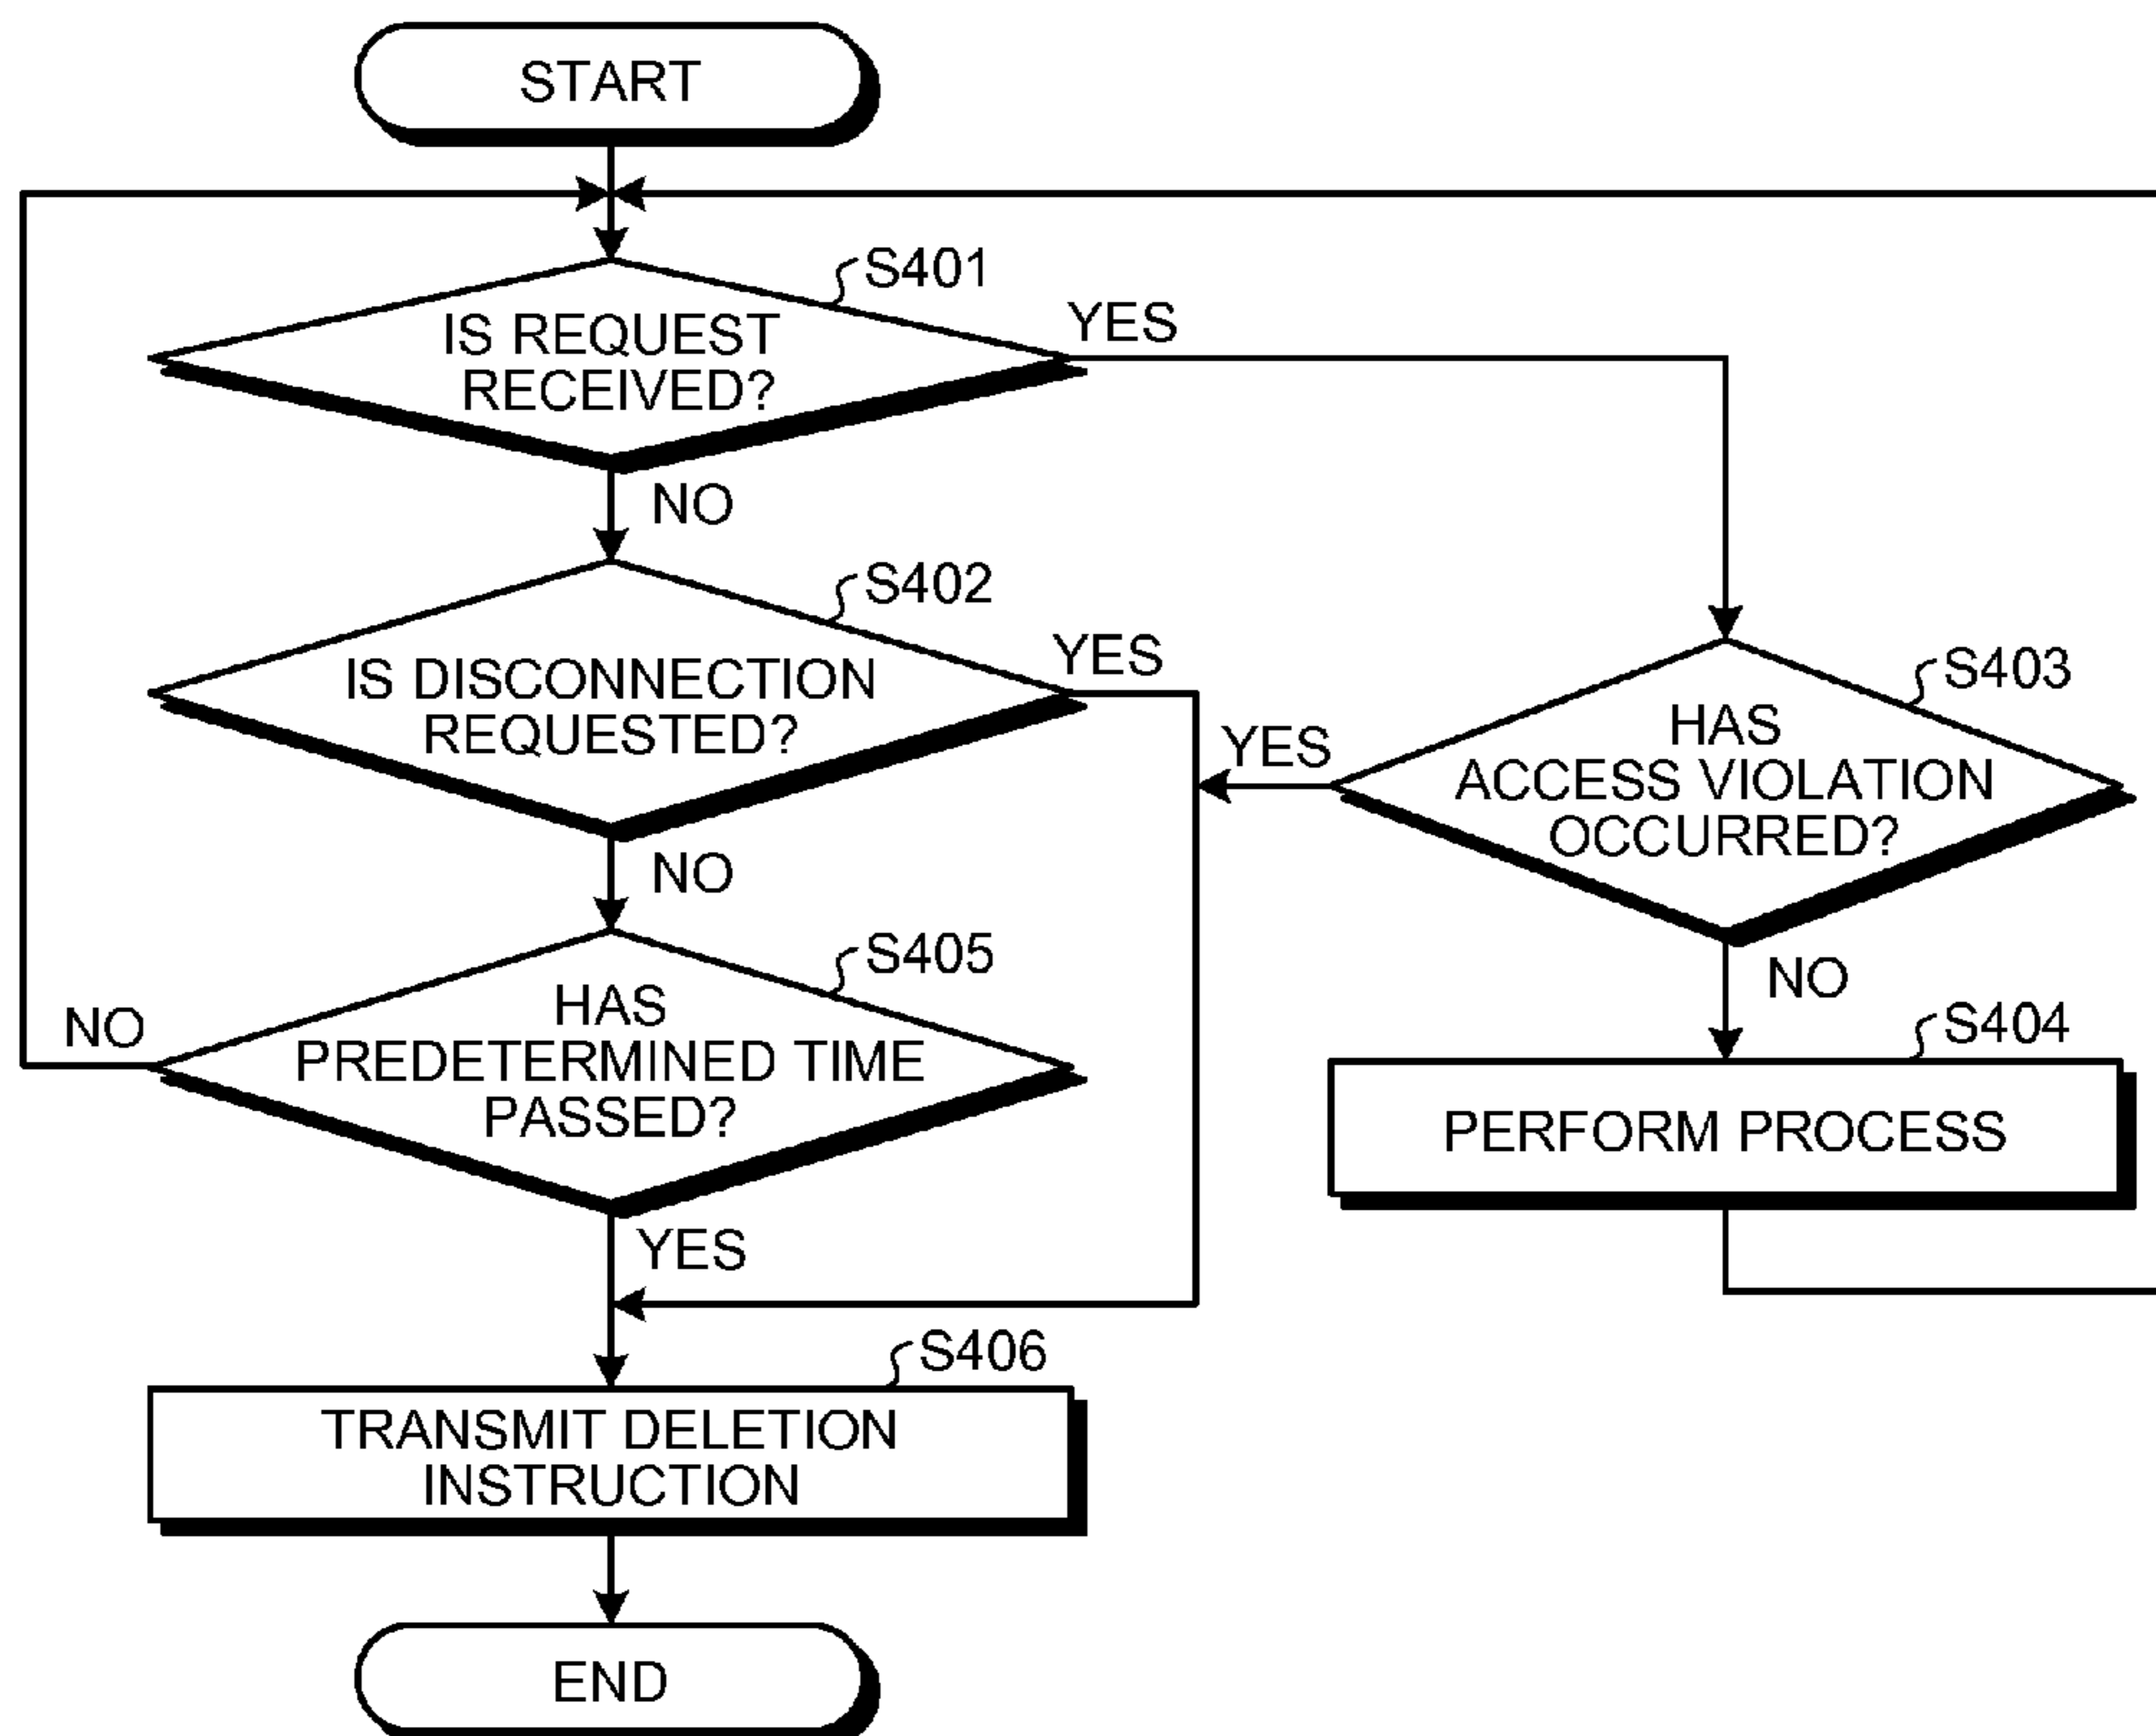 START
S401
IS REQUEST
RECEIVED?
YES
NO
S402
IS DISCONNECTION
REQUESTED?
YES
NO
S403
HAS
ACCESS VIOLATION
OCCURRED?
YES
NO
S404
PERFORM PROCESS
S405
HAS
PREDETERMINED TIME
PASSED?
NO
YES
S406
TRANSMIT DELETION
INSTRUCTION
END